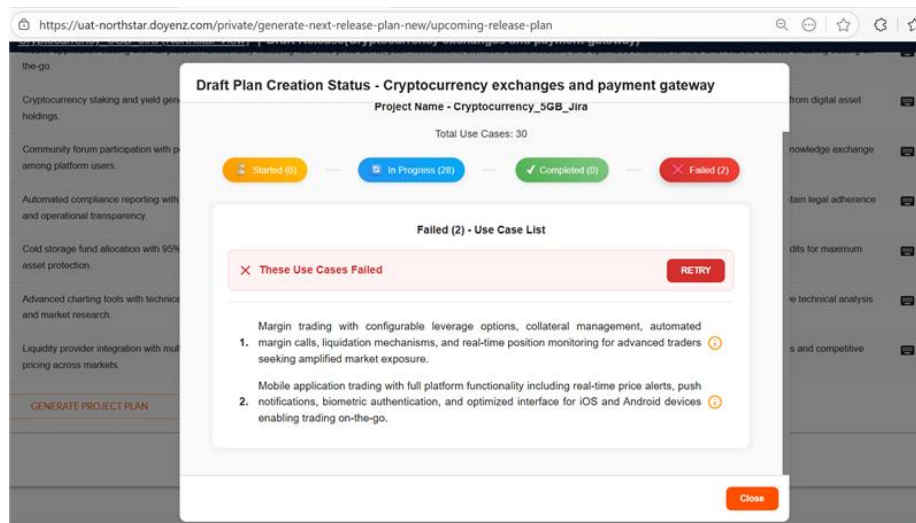 https://uat-northstar.doyenz.com/private/generate-next-release-plan-new/upcoming-release-plan
the-go.
Draft Plan Creation Status - Cryptocurrency exchanges and payment gateway
Project Name - Cryptocurrency_5GB_Jira
Total Use Cases: 30
Started (0)
In Progress (28)
✓ Completed (0)
Failed (2)
Failed (2) - Use Case List
These Use Cases Failed
RETRY
1. Margin trading with configurable leverage options, collateral management, automated
margin calls, liquidation mechanisms, and real-time position monitoring for advanced traders
seeking amplified market exposure.
2. Mobile application trading with full platform functionality including real-time price alerts, push
notifications, biometric authentication, and optimized interface for iOS and Android devices
enabling trading on-the-go.
Close
Cryptocurrency staking and yield gen
from digital asset
holdings.
Community forum participation with p
nowledge exchange
among platform users.
Automated compliance reporting with
tain legal adherence
and operational transparency.
Cold storage fund allocation with 95%
dits for maximum
asset protection.
Advanced charting tools with technica
e technical analysis
and market research.
Liquidity provider integration with mul
s and competitive
pricing across markets.
GENERATE PROJECT PLAN